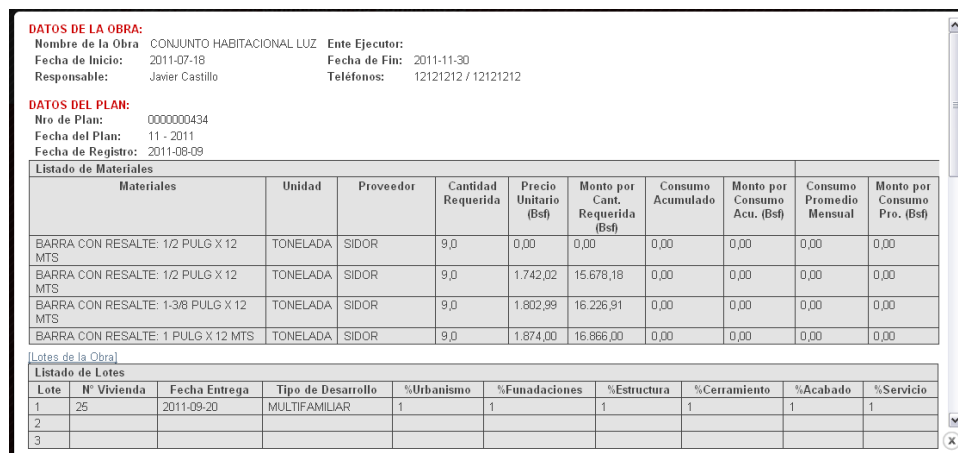 DATOS DE LA OBRA:
Nombre de la Obra CONJUNTO HABITACIONAL LUZ Ente Ejecutor:
Fecha de Inicio: 2011-07-18 Fecha de Fin: 2011-11-30
Responsable: Javier Castillo Teléfonos: 12121212 / 12121212
DATOS DEL PLAN:
Nro de Plan: 0000000434
Fecha del Plan: 11 - 2011
Fecha de Registro: 2011-08-09
Listado de Materiales
Materiales Unidad Proveedor Cantidad Requerida Precio Unitario (Bsf) Monto por Cant. Requerida (Bsf) Consumo Acumulado Monto por Consumo Acu. (Bsf) Consumo Promedio Mensual Monto por Consumo Pro. (Bsf)
BARRA CON RESALTE: 1/2 PULG X 12 MTS TONELADA SIDOR 9,0 0,00 0,00 0,00 0,00 0,00 0,00
BARRA CON RESALTE: 1/2 PULG X 12 MTS TONELADA SIDOR 9,0 1.742,02 15.678,18 0,00 0,00 0,00 0,00
BARRA CON RESALTE: 1-3/8 PULG X 12 MTS TONELADA SIDOR 9,0 1.802,99 16.226,91 0,00 0,00 0,00 0,00
BARRA CON RESALTE: 1 PULG X 12 MTS TONELADA SIDOR 9,0 1.874,00 16.866,00 0,00 0,00 0,00 0,00
[Lotes de la Obra]
Listado de Lotes
Lote N° Vivienda Fecha Entrega Tipo de Desarrollo %Urbanismo %Funadaciones %Estructura %Cerramiento %Acabado %Servicio
1 25 2011-09-20 MULTIFAMILIAR 1 1 1 1 1 1
2
3